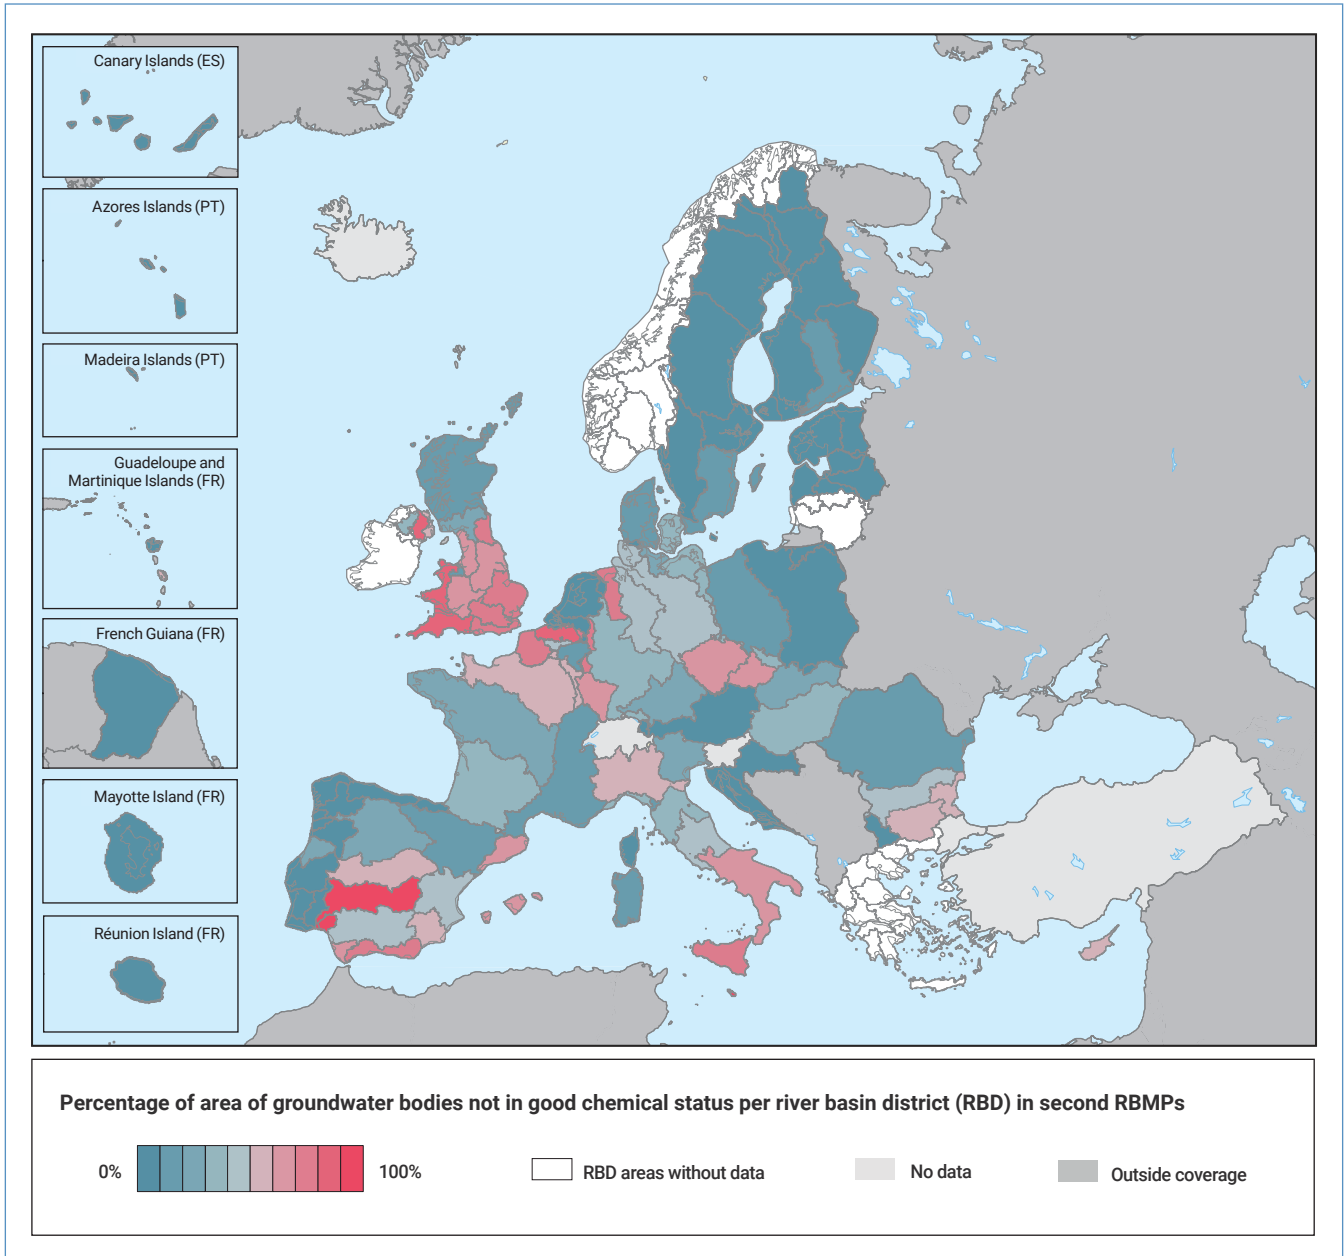 Canary Islands (ES)
Azores Islands (PT)
Madeira Islands (PT)
Guadeloupe and
Martinique Islands (FR)
French Guiana (FR)
Mayotte Island (FR)
Réunion Island (FR)
Percentage of area of groundwater bodies not in good chemical status per river basin district (RBD) in second RBMPs
0% 100% RBD areas without data No data Outside coverage